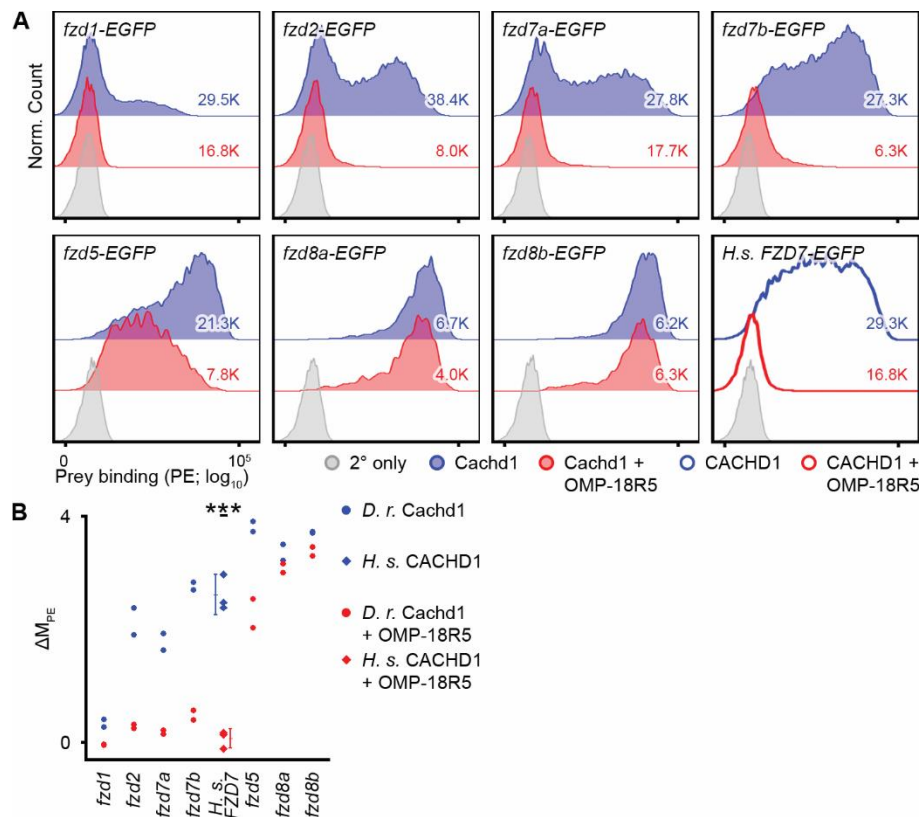 A
fzd1-EGFP
fzd2-EGFP
fzd7a-EGFP
fzd7b-EGFP
Norm. Count
29.5K
38.4K
27.8K
27.3K
16.8K
8.0K
17.7K
6.3K
fzd5-EGFP
fzd8a-EGFP
fzd8b-EGFP
H.s. FZD7-EGFP
21.3K
6.7K
6.2K
29.3K
7.8K
4.0K
6.3K
16.8K
0
10⁵
Prey binding (PE; log₁₀)
2° only
Cachd1
Cachd1 +
OMP-18R5
CACHD1
CACHD1 +
OMP-18R5
B
4
***
ΔM_PE
0
D. r. Cachd1
H. s. CACHD1
D. r. Cachd1
+ OMP-18R5
H. s. CACHD1
+ OMP-18R5
fzd1
fzd2
fzd7a
fzd7b
H. s.
FZD7
fzd5
fzd8a
fzd8b